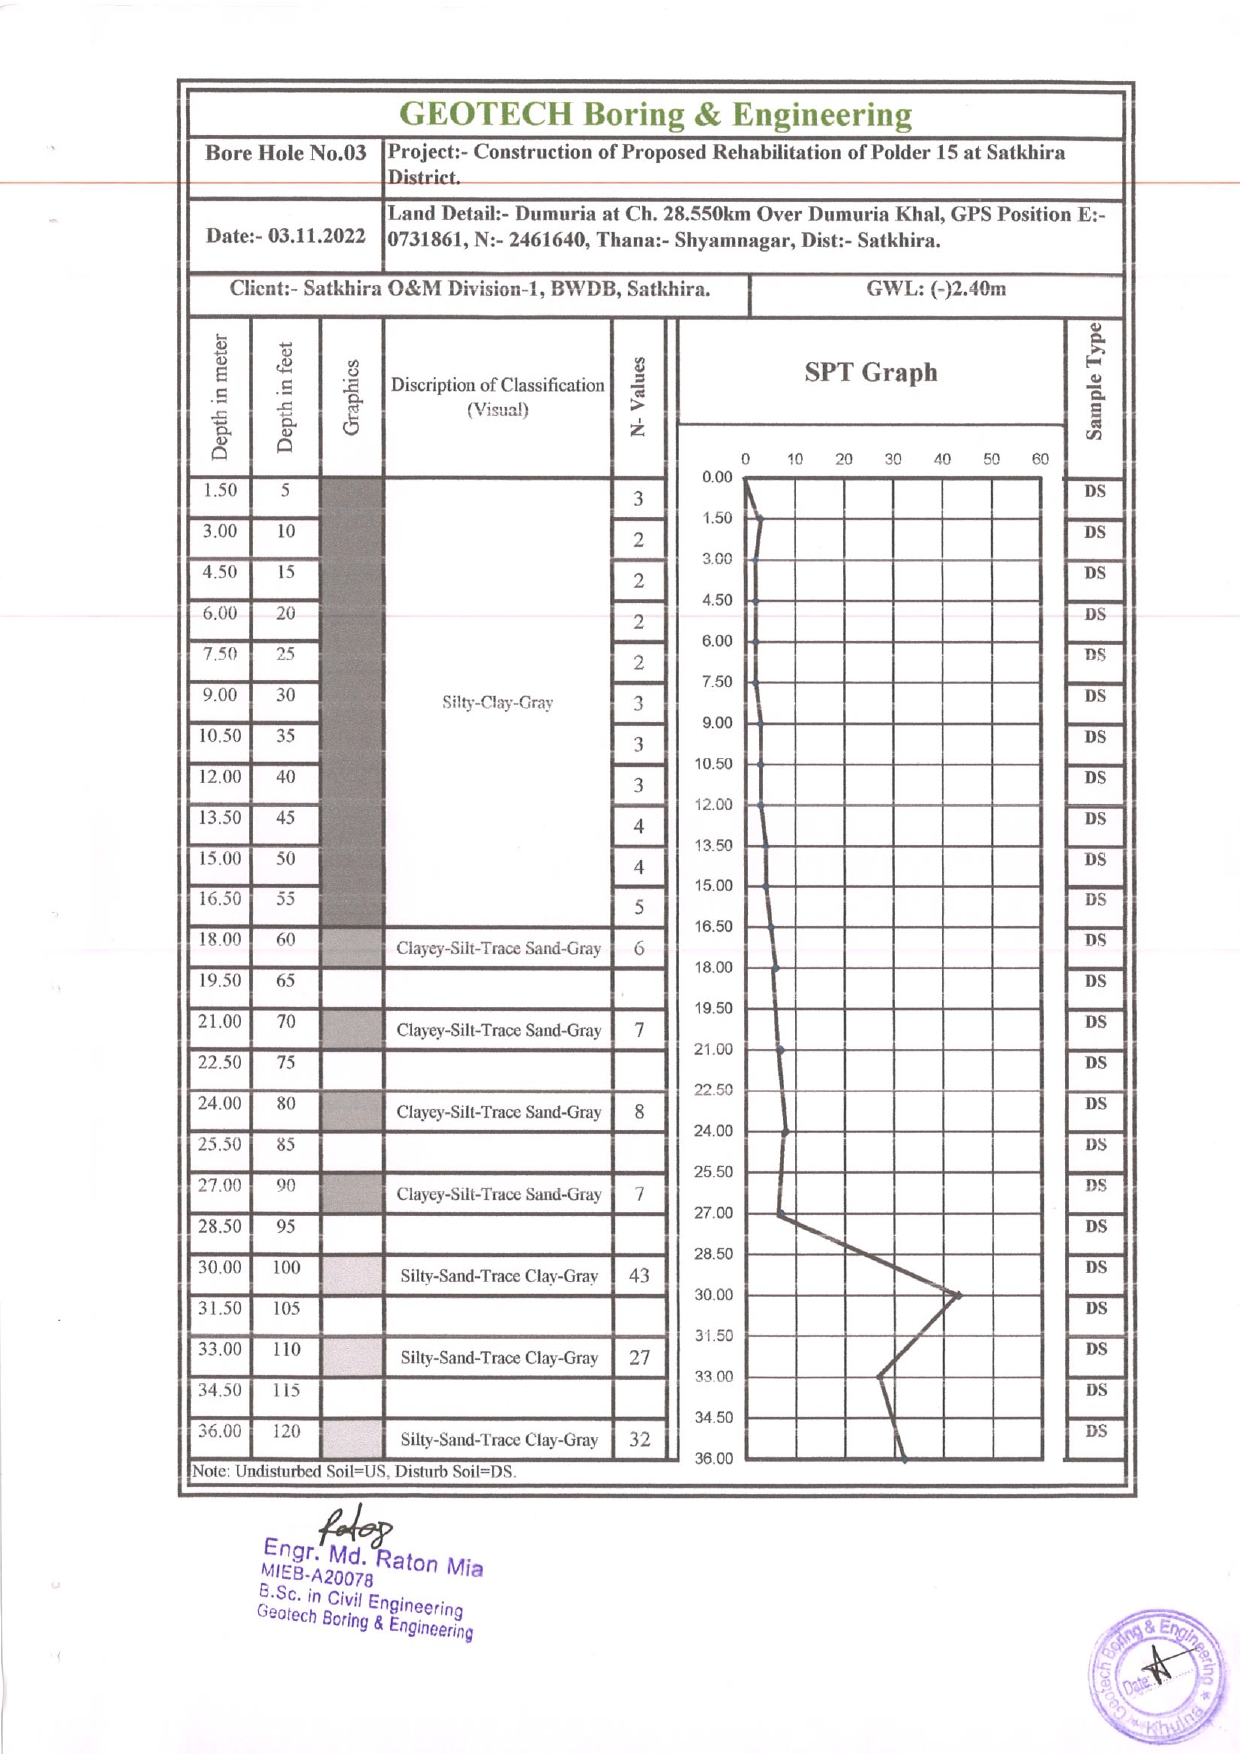 GEOTECH Boring & Engineering
Bore Hole No.03
Project:- Construction of Proposed Rehabilitation of Polder 15 at Satkhira
District.
Date:- 03.11.2022
Land Detail:- Dumuria at Ch. 28.550km Over Dumuria Khal, GPS Position E:-
0731861, N:- 2461640, Thana:- Shyamnagar, Dist:- Satkhira.
Client:- Satkhira O&M Division-1, BWDB, Satkhira.
GWL: (-)2.40m
Depth in meter
Depth in feet
Graphics
Discription of Classification
(Visual)
N- Values
SPT Graph
Sample Type
0 10 20 30 40 50 60
0.00
1.50 5 3 1.50 DS
3.00 10 2 3.00 DS
4.50 15 2 4.50 DS
6.00 20 2 6.00 DS
7.50 25 2 7.50 DS
9.00 30 Silty-Clay-Gray 3 9.00 DS
10.50 35 3 10.50 DS
12.00 40 3 12.00 DS
13.50 45 4 13.50 DS
15.00 50 4 15.00 DS
16.50 55 5 16.50 DS
18.00 60 Clayey-Silt-Trace Sand-Gray 6 18.00 DS
19.50 65 19.50 DS
21.00 70 Clayey-Silt-Trace Sand-Gray 7 21.00 DS
22.50 75 22.50 DS
24.00 80 Clayey-Silt-Trace Sand-Gray 8 24.00 DS
25.50 85 25.50 DS
27.00 90 Clayey-Silt-Trace Sand-Gray 7 27.00 DS
28.50 95 28.50 DS
30.00 100 Silty-Sand-Trace Clay-Gray 43 30.00 DS
31.50 105 31.50 DS
33.00 110 Silty-Sand-Trace Clay-Gray 27 33.00 DS
34.50 115 34.50 DS
36.00 120 Silty-Sand-Trace Clay-Gray 32 36.00 DS
Note: Undisturbed Soil=US, Disturb Soil=DS.
Engr. Md. Raton Mia
MIEB-A20078
B.Sc. in Civil Engineering
Geotech Boring & Engineering
Geotech Boring & Engineering
Date:
Khulna